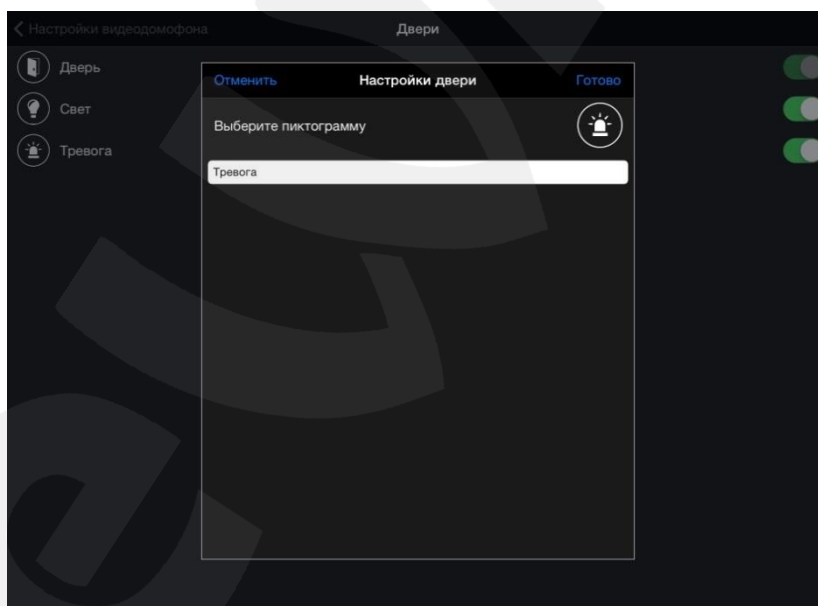 Настройки видеодомофона
Двери
Дверь
Свет
Тревога
Отменить
Настройки двери
Готово
Выберите пиктограмму
Тревога